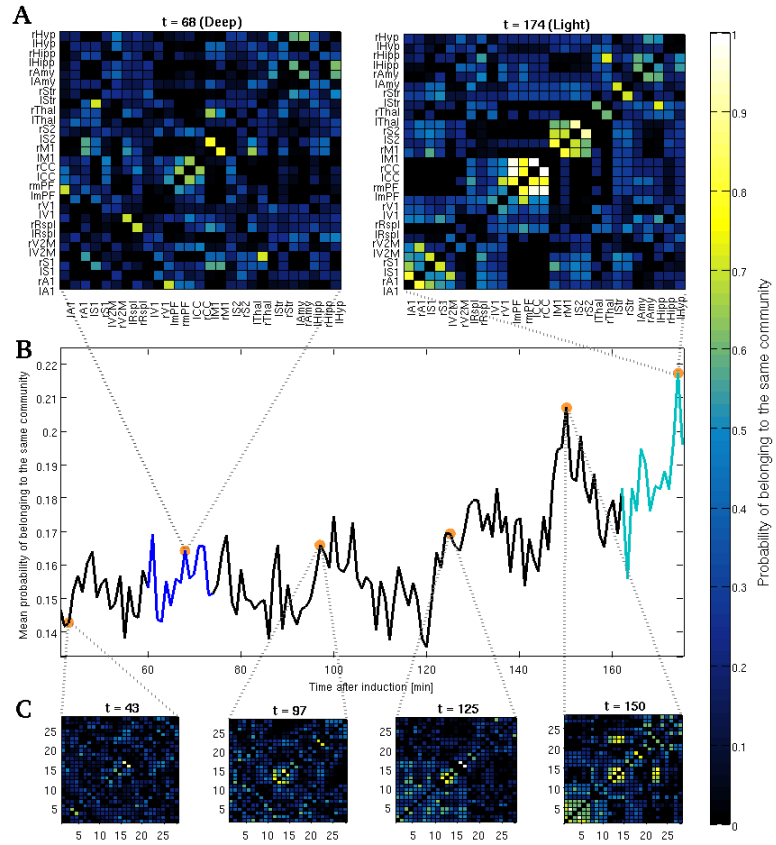 A
t = 68 (Deep)
t = 174 (Light)
rHyp
lHyp
rHipp
lHipp
rAmy
lAmy
rStr
lStr
rThal
lThal
rS2
lS2
rM1
lM1
rCC
lCC
rmPF
lmPF
rV1
lV1
rRspl
lRspl
rV2M
lV2M
rS1
lS1
rA1
lA1
rHyp
lHyp
rHipp
lHipp
rAmy
lAmy
rStr
lStr
rThal
lThal
rS2
lS2
rM1
lM1
rCC
lCC
rmPF
lmPF
rV1
lV1
rRspl
lRspl
rV2M
lV2M
rS1
lS1
rA1
lA1
lA1 rA1 lS1 rS1 lV2M rV2M lRspl rRspl lV1 rV1 lmPF rmPF lCC rCC lM1 rM1 lS2 rS2 lThal rThal lStr rStr lAmy rAmy lHipp rHipp lHyp
lA1 rA1 lS1 rS1 lV2M rV2M lRspl rRspl lV1 rV1 lmPF rmPF lCC rCC lM1 rM1 lS2 rS2 lThal rThal lStr rStr lAmy rAmy lHipp rHipp lHyp
1
0.9
0.8
0.7
0.6
0.5
0.4
0.3
0.2
0.1
0
Probability of belonging to the same community
B
Mean probability of belonging to the same community
0.22
0.21
0.2
0.19
0.18
0.17
0.16
0.15
0.14
60 80 100 120 140 160
Time after induction [min]
C
t = 43
t = 97
t = 125
t = 150
25
20
15
10
5
5 10 15 20 25
25
20
15
10
5
5 10 15 20 25
25
20
15
10
5
5 10 15 20 25
25
20
15
10
5
5 10 15 20 25